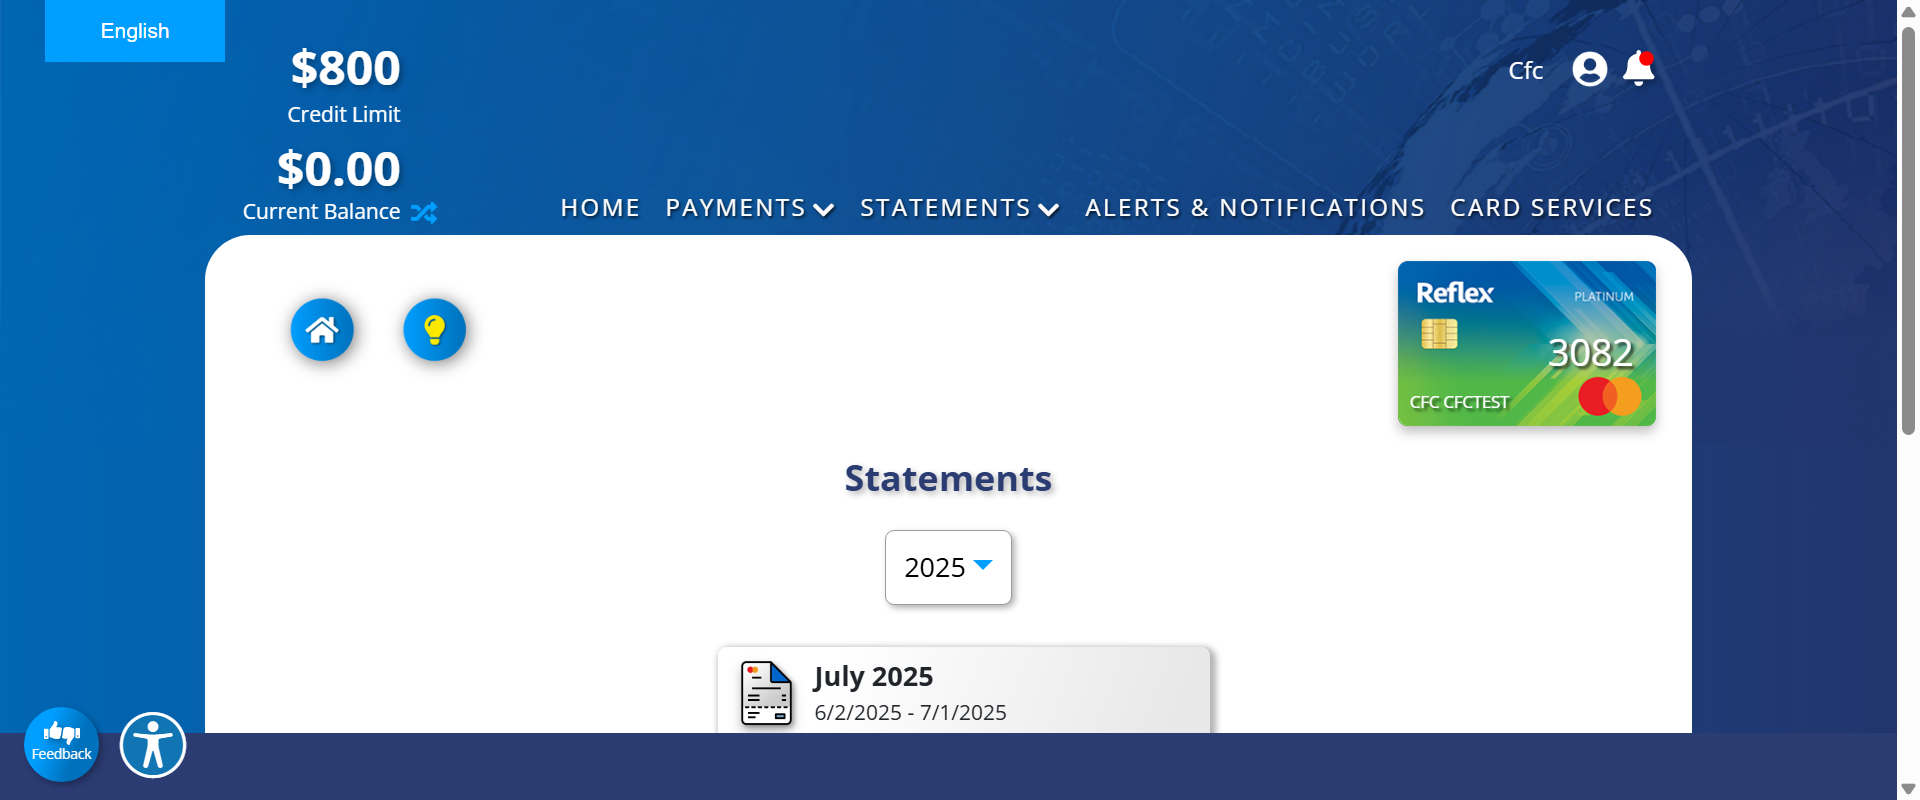 English
$800
Credit Limit
$0.00
Current Balance
Cfc
HOME PAYMENTS STATEMENTS ALERTS & NOTIFICATIONS CARD SERVICES
Reflex
PLATINUM
3082
CFC CFCTEST
Statements
2025
July 2025
6/2/2025 - 7/1/2025
Feedback